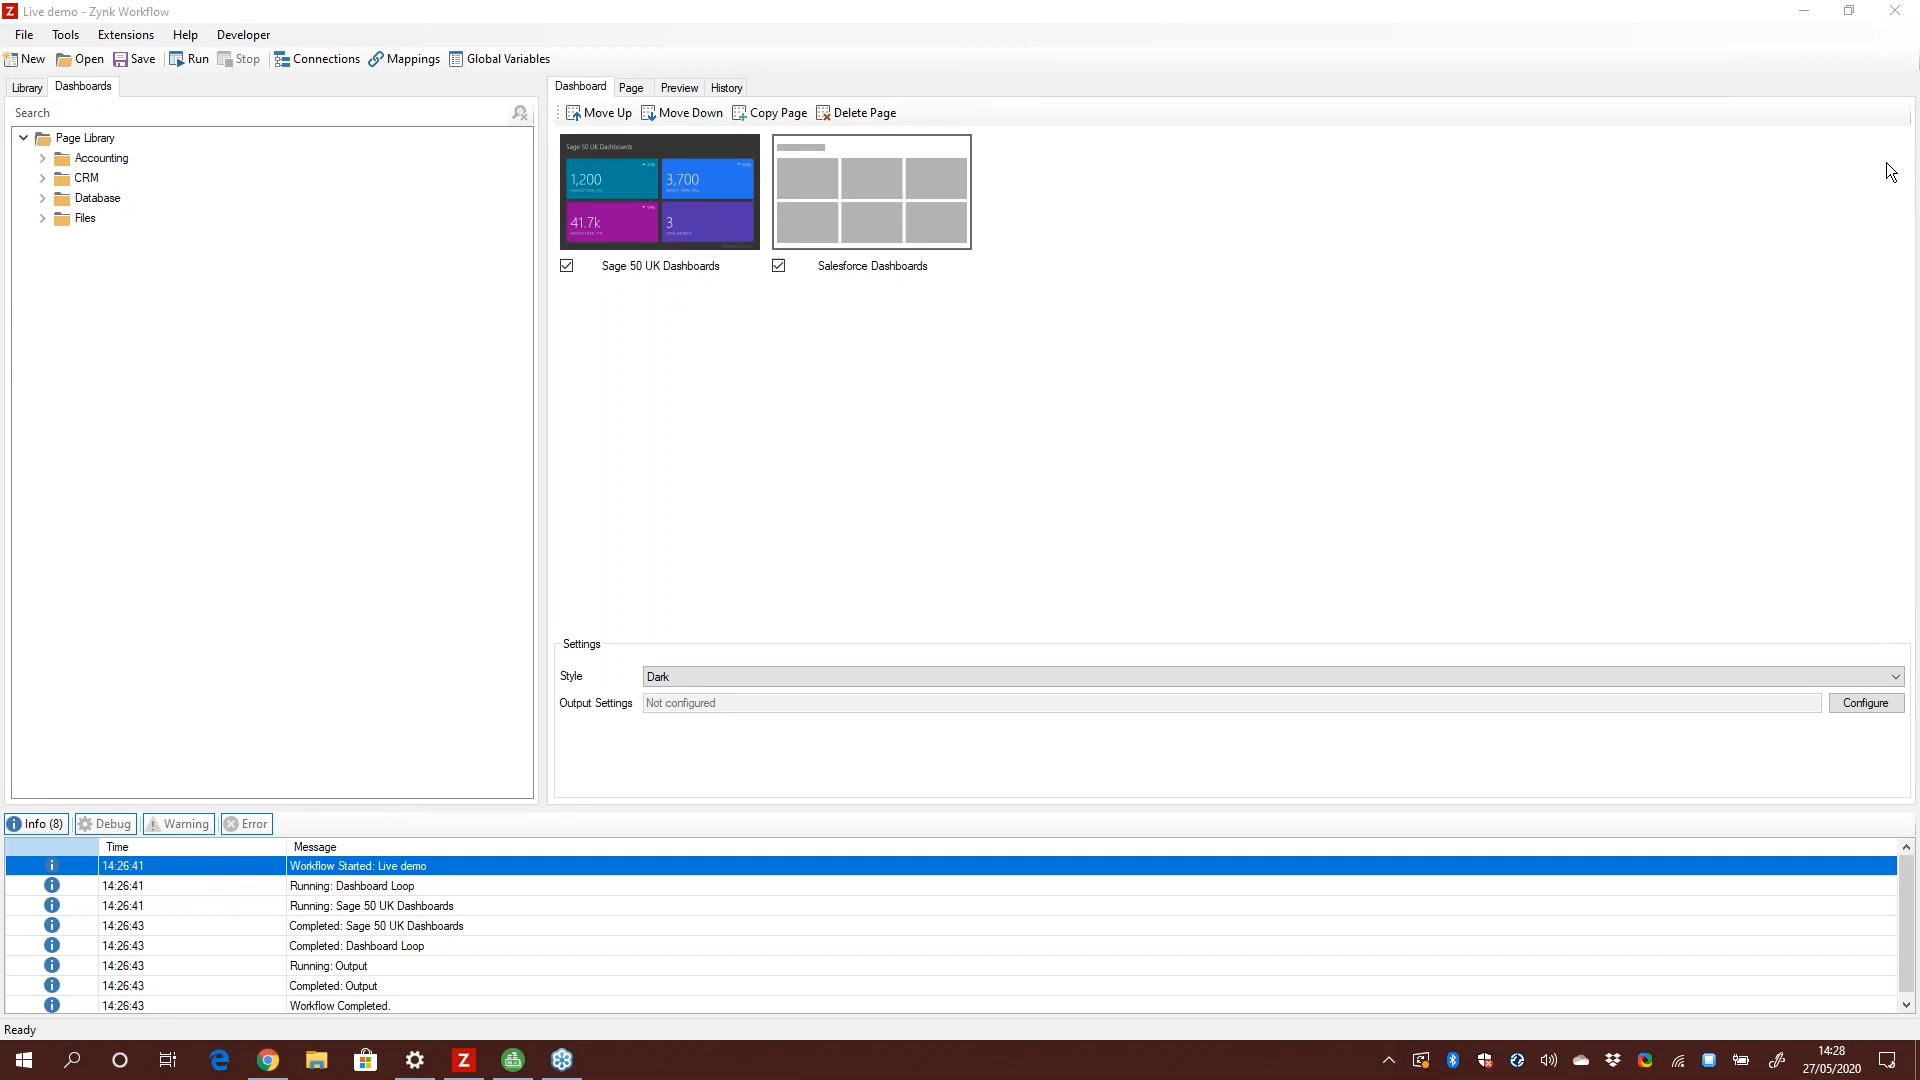 Live demo - Zynk Workflow
File Tools Extensions Help Developer
New Open Save Run Stop Connections Mappings Global Variables
Library Dashboards
Search
Page Library
Accounting
CRM
Database
Files
Dashboard Page Preview History
Move Up Move Down Copy Page Delete Page
Sage 50 UK Dashboards
1,200
3,700
41.7k
3
Sage 50 UK Dashboards
Salesforce Dashboards
Settings
Style Dark
Output Settings Not configured Configure
Info (8) Debug Warning Error
Time Message
14:26:41 Workflow Started: Live demo
14:26:41 Running: Dashboard Loop
14:26:41 Running: Sage 50 UK Dashboards
14:26:43 Completed: Sage 50 UK Dashboards
14:26:43 Completed: Dashboard Loop
14:26:43 Running: Output
14:26:43 Completed: Output
14:26:43 Workflow Completed.
Ready
14:28
27/05/2020